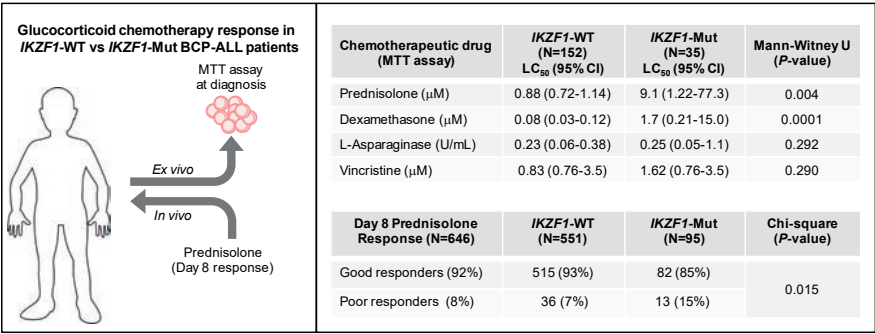 Glucocorticoid chemotherapy response in
IKZF1-WT vs IKZF1-Mut BCP-ALL patients
MTT assay
at diagnosis
Ex vivo
In vivo
Prednisolone
(Day 8 response)
Chemotherapeutic drug (MTT assay) IKZF1-WT (N=152) LC50 (95% CI) IKZF1-Mut (N=35) LC50 (95% CI) Mann-Witney U (P-value)
Prednisolone (μM) 0.88 (0.72-1.14) 9.1 (1.22-77.3) 0.004
Dexamethasone (μM) 0.08 (0.03-0.12) 1.7 (0.21-15.0) 0.0001
L-Asparaginase (U/mL) 0.23 (0.06-0.38) 0.25 (0.05-1.1) 0.292
Vincristine (μM) 0.83 (0.76-3.5) 1.62 (0.76-3.5) 0.290
Day 8 Prednisolone Response (N=646) IKZF1-WT (N=551) IKZF1-Mut (N=95) Chi-square (P-value)
Good responders (92%) 515 (93%) 82 (85%) 0.015
Poor responders (8%) 36 (7%) 13 (15%)